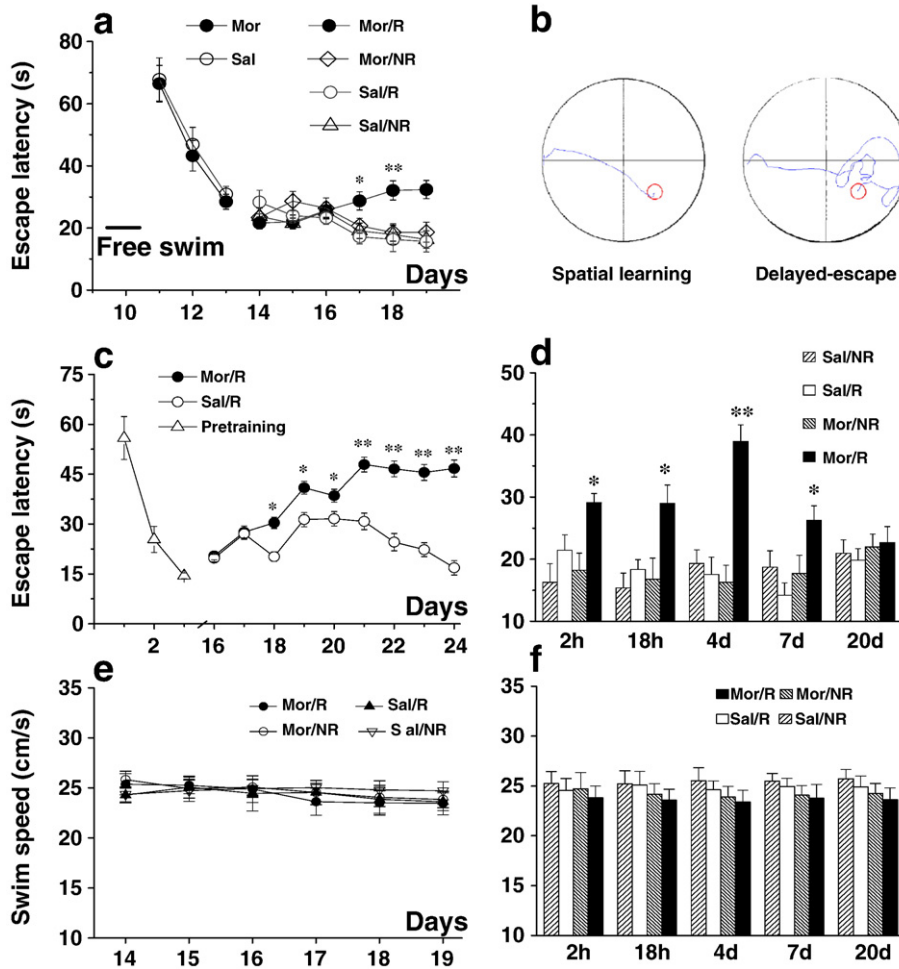 a
Mor
Sal
Mor/R
Mor/NR
Sal/R
Sal/NR
Escape latency (s)
80
60
40
20
0
*
**
Free swim
Days
10 12 14 16 18
b
Spatial learning
Delayed-escape
c
Mor/R
Sal/R
Pretraining
Escape latency (s)
75
60
45
30
15
0
* * * ** ** ** **
Days
2 16 18 20 22 24
d
Sal/NR
Sal/R
Mor/NR
Mor/R
50
40
30
20
10
* * ** *
2h 18h 4d 7d 20d
e
Mor/R Sal/R
Mor/NR S al/NR
Swim speed (cm/s)
35
30
25
20
15
10
Days
14 15 16 17 18 19
f
Mor/R Mor/NR
Sal/R Sal/NR
35
30
25
20
15
10
2h 18h 4d 7d 20d